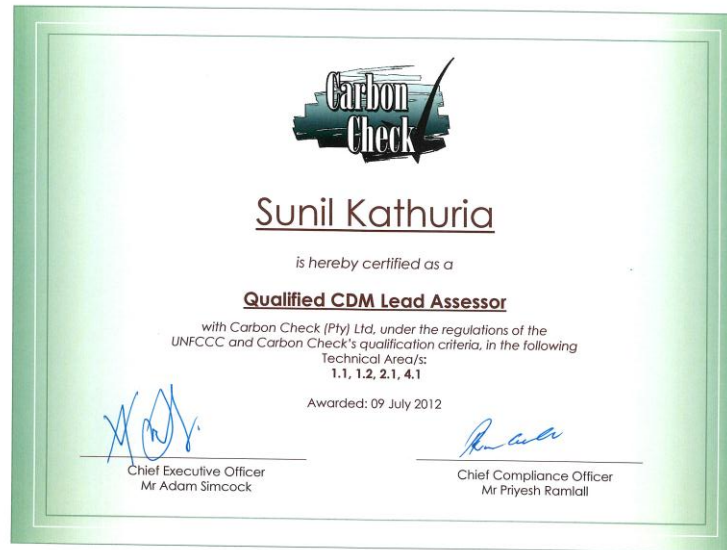 Carbon
Check
Sunil Kathuria
is hereby certified as a
Qualified CDM Lead Assessor
with Carbon Check (Pty) Ltd, under the regulations of the
UNFCCC and Carbon Check's qualification criteria, in the following
Technical Area/s:
1.1, 1.2, 2.1, 4.1
Awarded: 09 July 2012
Chief Executive Officer
Mr Adam Simcock
Chief Compliance Officer
Mr Priyesh Ramlall